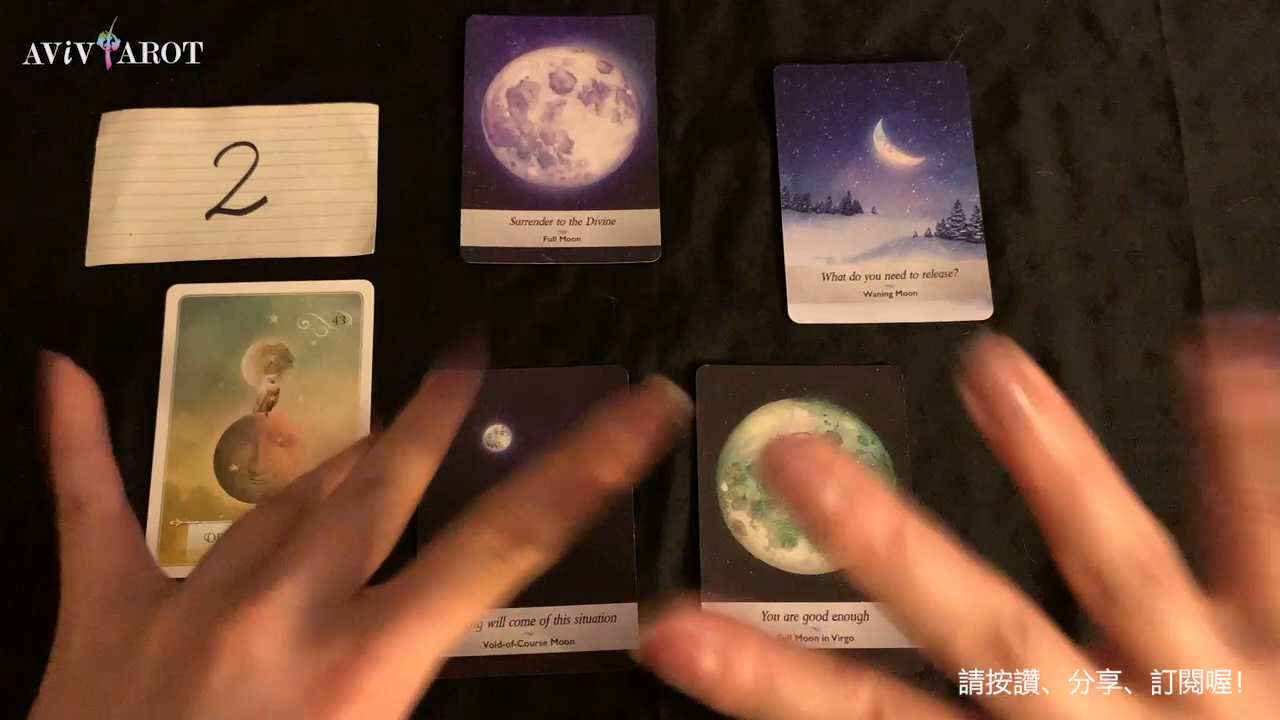 AViVTAROT
2
Surrender to the Divine
Full Moon
What do you need to release?
Waning Moon
43
will come of this situation
Void-of-Course Moon
You are good enough
Full Moon in Virgo
請按讚、分享、訂閱喔!